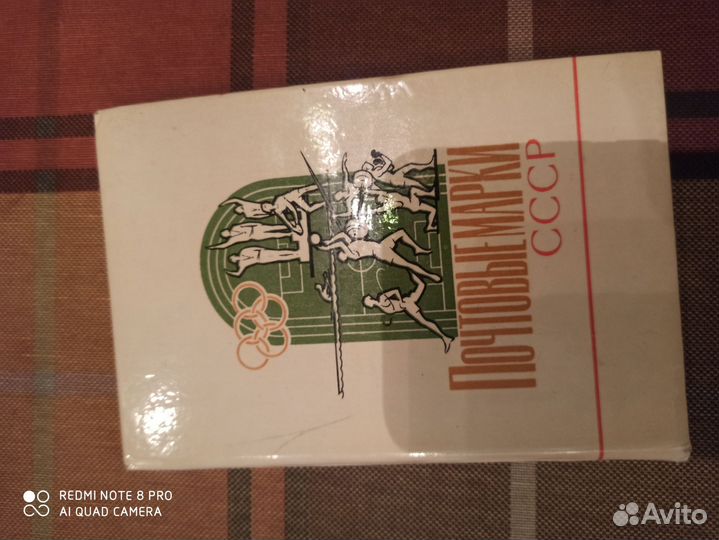 Почтовые марки
СССР
REDMI NOTE 8 PRO
AI QUAD CAMERA
Avito